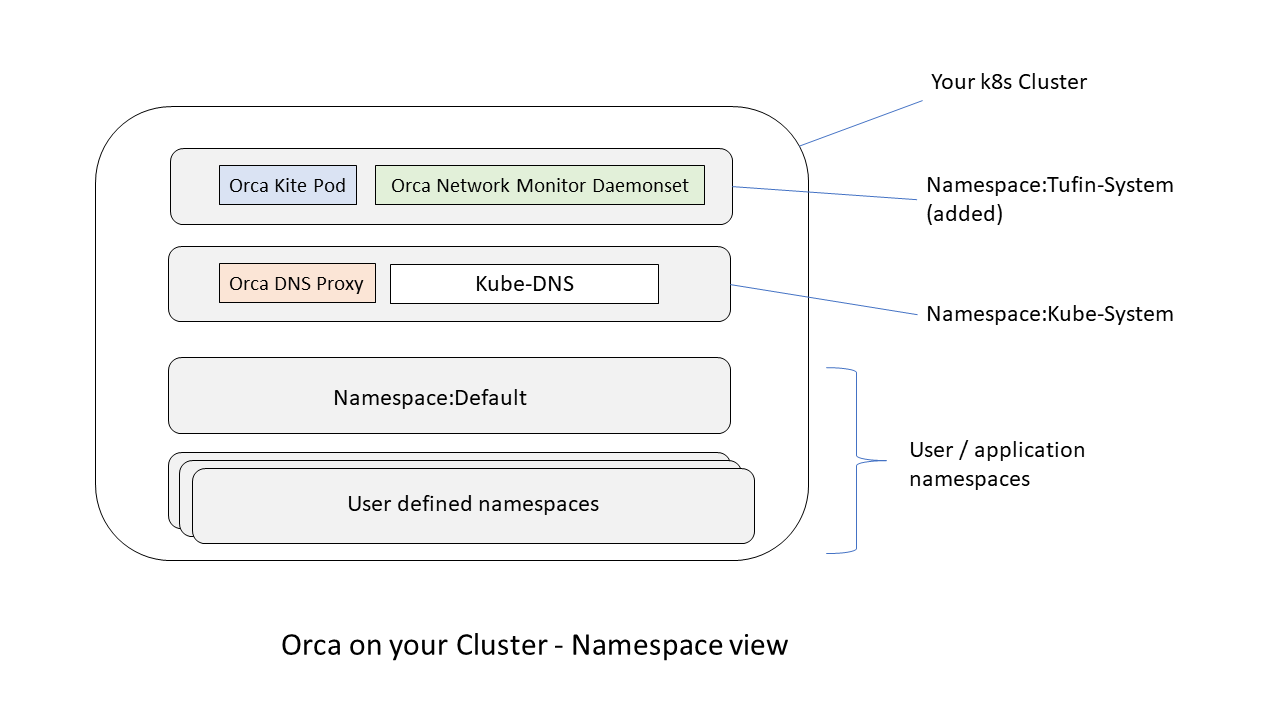 Your k8s Cluster
Orca Kite Pod
Orca Network Monitor Daemonset
Namespace:Tufin-System
(added)
Orca DNS Proxy
Kube-DNS
Namespace:Kube-System
Namespace:Default
User / application
namespaces
User defined namespaces
Orca on your Cluster - Namespace view